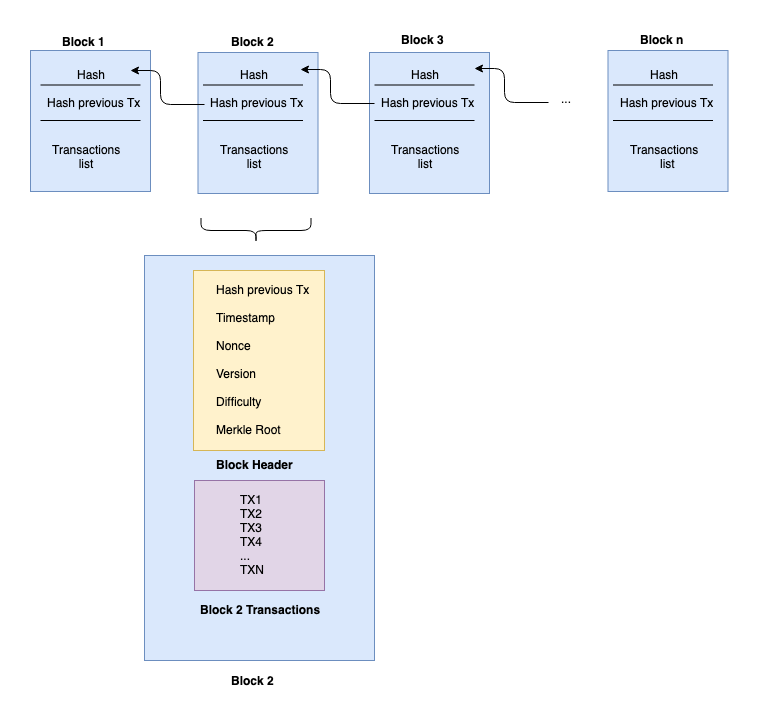 Block 1
Block 2
Block 3
Block n
Hash
Hash previous Tx
Transactions
list
Hash
Hash previous Tx
Transactions
list
Hash
Hash previous Tx
Transactions
list
...
Hash
Hash previous Tx
Transactions
list
Hash previous Tx
Timestamp
Nonce
Version
Difficulty
Merkle Root
Block Header
TX1
TX2
TX3
TX4
...
TXN
Block 2 Transactions
Block 2